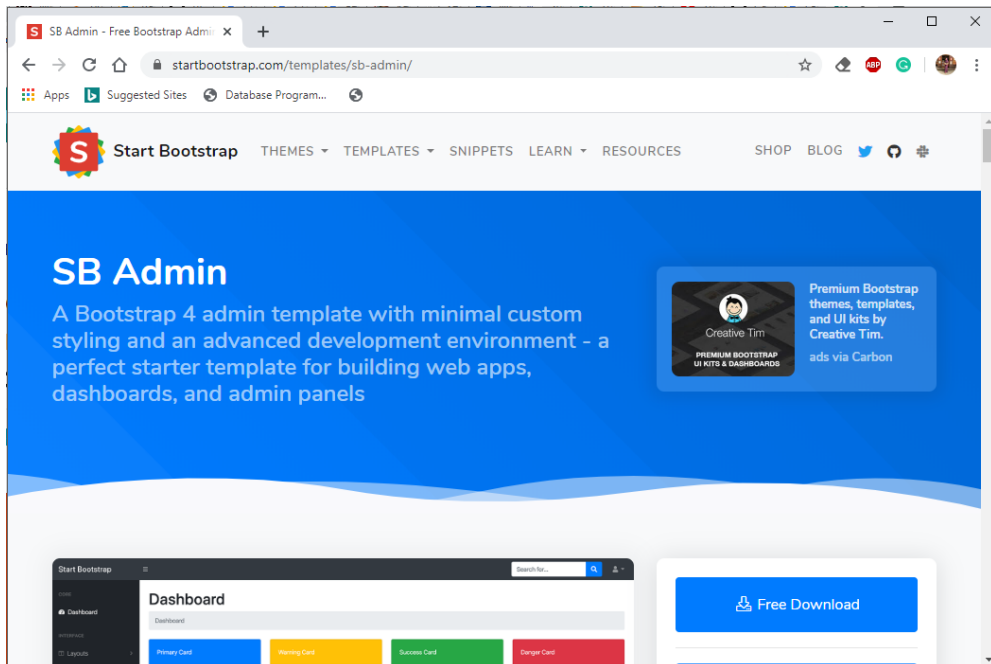 SB Admin - Free Bootstrap Admin
startbootstrap.com/templates/sb-admin/
ABP
G
Apps
Suggested Sites
Database Program...
S
Start Bootstrap
THEMES
TEMPLATES
SNIPPETS
LEARN
RESOURCES
SHOP
BLOG
SB Admin
A Bootstrap 4 admin template with minimal custom
styling and an advanced development environment - a
perfect starter template for building web apps,
dashboards, and admin panels
Creative Tim
PREMIUM BOOTSTRAP
UI KITS & DASHBOARDS
Premium Bootstrap
themes, templates,
and UI kits by
Creative Tim.
ads via Carbon
Start Bootstrap
Search for...
CORE
Dashboard
INTERFACE
Layouts
Dashboard
Dashboard
Primary Card
Warning Card
Success Card
Danger Card
Free Download